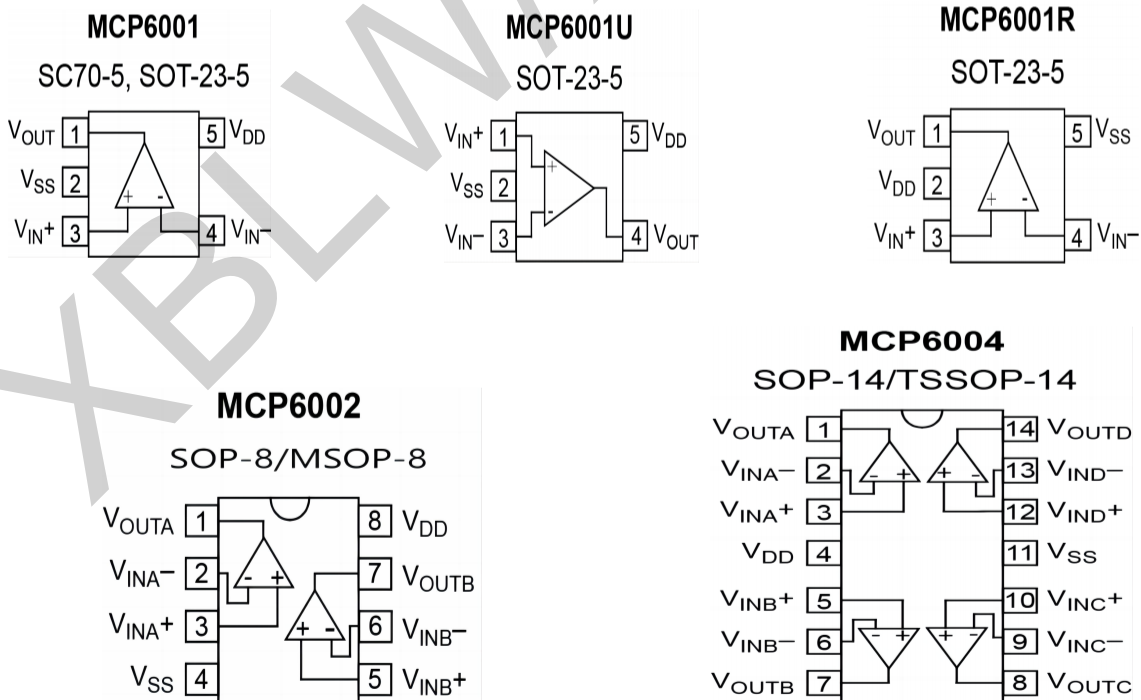 MCP6001
SC70-5, SOT-23-5
VOUT 1 5 VDD
VSS 2
VIN+ 3 4 VIN–
+ -
MCP6001U
SOT-23-5
VIN+ 1 5 VDD
VSS 2
VIN– 3 4 VOUT
+
-
MCP6001R
SOT-23-5
VOUT 1 5 VSS
VDD 2
VIN+ 3 4 VIN–
+ -
MCP6002
SOP-8/MSOP-8
VOUTA 1 8 VDD
VINA– 2 - + 7 VOUTB
VINA+ 3 + - 6 VINB–
VSS 4 5 VINB+
MCP6004
SOP-14/TSSOP-14
VOUTA 1 14 VOUTD
VINA– 2 - + + - 13 VIND–
VINA+ 3 12 VIND+
VDD 4 11 VSS
VINB+ 5 10 VINC+
VINB– 6 - + + - 9 VINC–
VOUTB 7 8 VOUTC